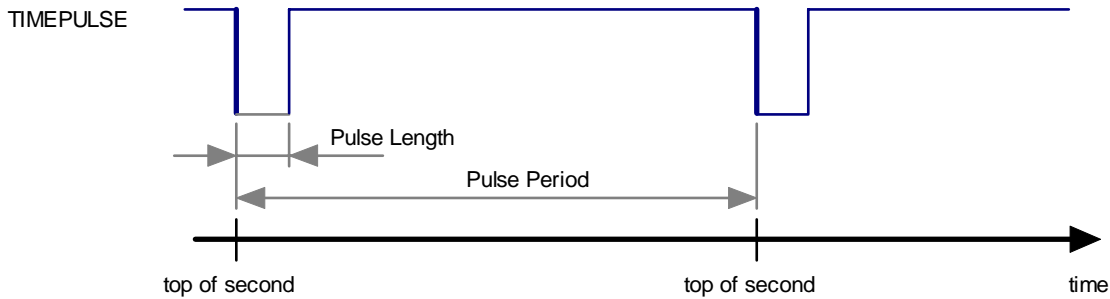 TIMEPULSE
Pulse Length
Pulse Period
top of second
top of second
time